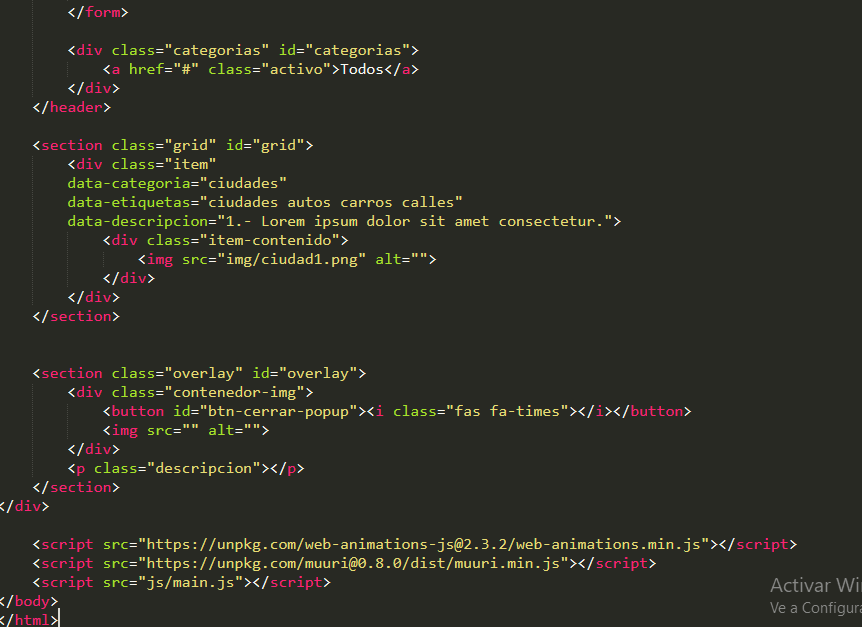 </form>
<div class="categorias" id="categorias">
<a href="#" class="activo">Todos</a>
</div>
</header>
<section class="grid" id="grid">
<div class="item"
data-categoria="ciudades"
data-etiquetas="ciudades autos carros calles"
data-descripcion="1.- Lorem ipsum dolor sit amet consectetur.">
<div class="item-contenido">
<img src="img/ciudad1.png" alt="">
</div>
</div>
</section>
<section class="overlay" id="overlay">
<div class="contenedor-img">
<button id="btn-cerrar-popup"><i class="fas fa-times"></i></button>
<img src="" alt="">
</div>
<p class="descripcion"></p>
</section>
</div>
<script src="https://unpkg.com/web-animations-js@2.3.2/web-animations.min.js"></script>
<script src="https://unpkg.com/muuri@0.8.0/dist/muuri.min.js"></script>
<script src="js/main.js"></script>
</body>
</html>
Activar Wi
Ve a Configura